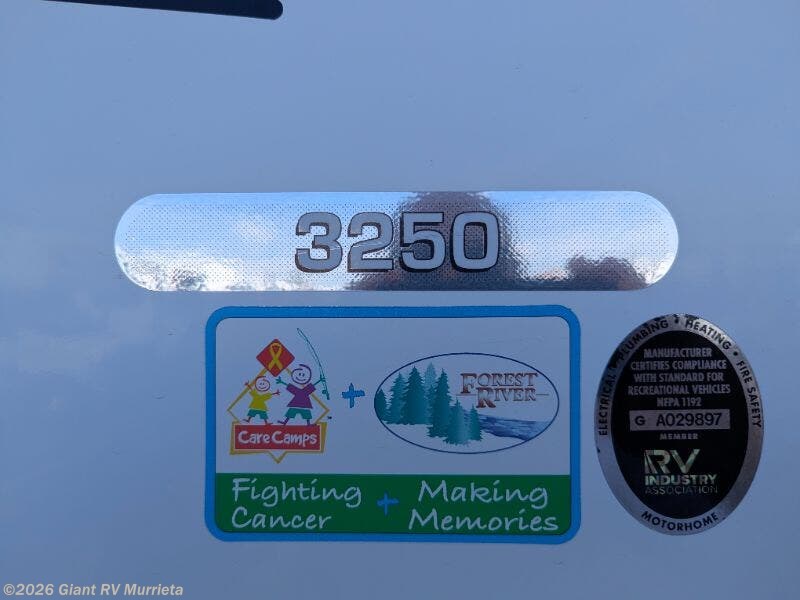 3250
Care Camps
+
FOREST
RIVER
Fighting + Making
Cancer Memories
ELECTRICAL • PLUMBING • HEATING • FIRE SAFETY
MANUFACTURER
CERTIFIES COMPLIANCE
WITH STANDARD FOR
RECREATIONAL VEHICLES
NFPA 1192
G A029897
MEMBER
RV
INDUSTRY
ASSOCIATION
MOTORHOME
©2026 Giant RV Murrieta